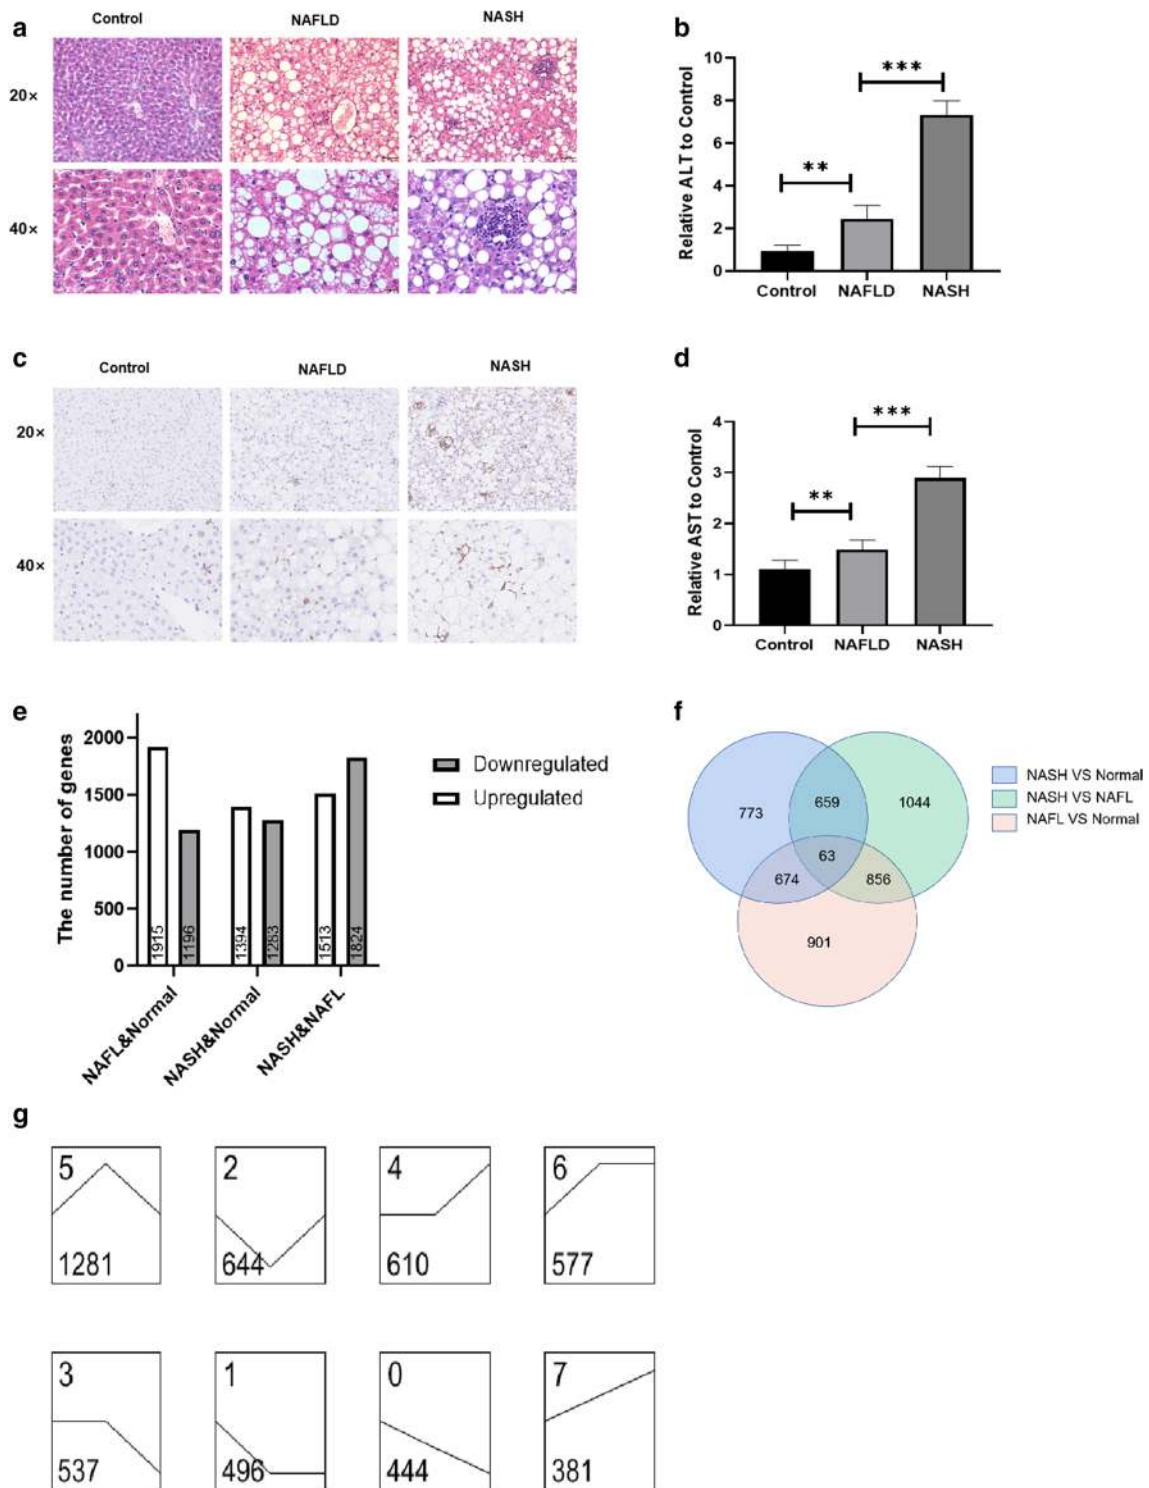 a
Control
NAFLD
NASH
20×
40×
b
Relative ALT to Control
10
8
6
4
2
0
**
***
Control
NAFLD
NASH
c
Control
NAFLD
NASH
20×
40×
d
Relative AST to Control
4
3
2
1
0
**
***
Control
NAFLD
NASH
e
The number of genes
2000
1500
1000
500
0
1915
1196
1394
1283
1513
1824
NAFL&Normal
NASH&Normal
NASH&NAFL
Downregulated
Upregulated
f
773
659
1044
63
674
856
901
NASH VS Normal
NASH VS NAFL
NAFL VS Normal
g
5
1281
2
644
4
610
6
577
3
537
1
496
0
444
7
381